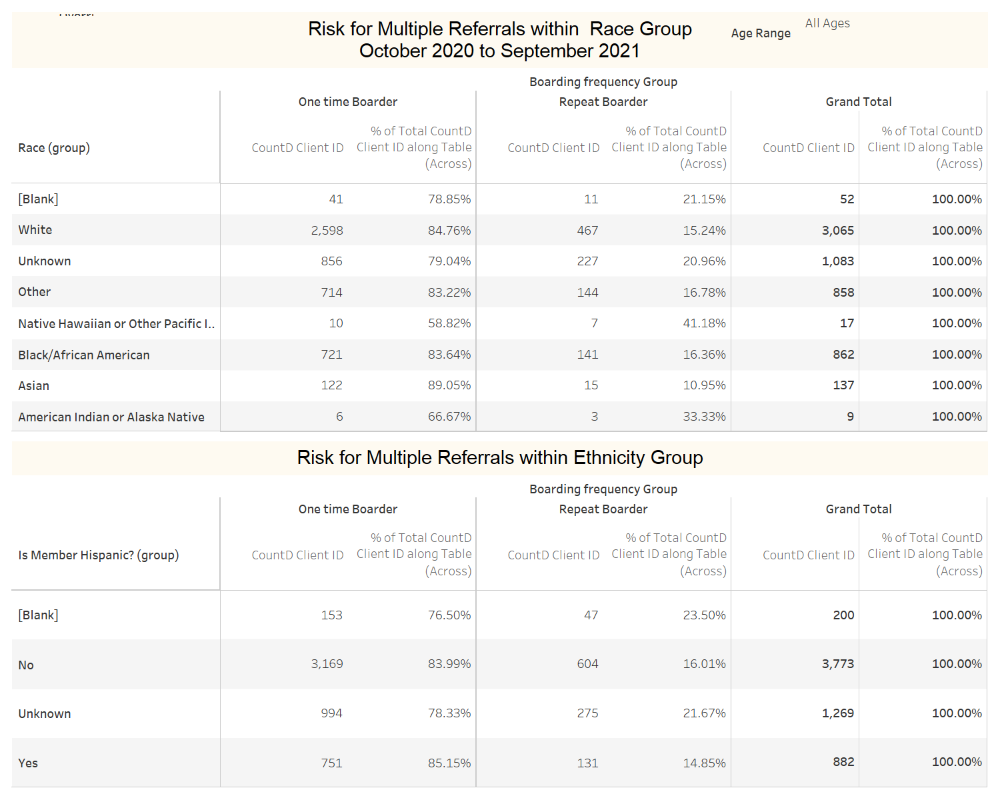 Risk for Multiple Referrals within Race Group
October 2020 to September 2021
Age Range
All Ages
Boarding frequency Group
One time Boarder Repeat Boarder Grand Total
Race (group) CountD Client ID % of Total CountD Client ID along Table (Across) CountD Client ID % of Total CountD Client ID along Table (Across) CountD Client ID % of Total CountD Client ID along Table (Across)
[Blank] 41 78.85% 11 21.15% 52 100.00%
White 2,598 84.76% 467 15.24% 3,065 100.00%
Unknown 856 79.04% 227 20.96% 1,083 100.00%
Other 714 83.22% 144 16.78% 858 100.00%
Native Hawaiian or Other Pacific I.. 10 58.82% 7 41.18% 17 100.00%
Black/African American 721 83.64% 141 16.36% 862 100.00%
Asian 122 89.05% 15 10.95% 137 100.00%
American Indian or Alaska Native 6 66.67% 3 33.33% 9 100.00%
Risk for Multiple Referrals within Ethnicity Group
Boarding frequency Group
One time Boarder Repeat Boarder Grand Total
Is Member Hispanic? (group) CountD Client ID % of Total CountD Client ID along Table (Across) CountD Client ID % of Total CountD Client ID along Table (Across) CountD Client ID % of Total CountD Client ID along Table (Across)
[Blank] 153 76.50% 47 23.50% 200 100.00%
No 3,169 83.99% 604 16.01% 3,773 100.00%
Unknown 994 78.33% 275 21.67% 1,269 100.00%
Yes 751 85.15% 131 14.85% 882 100.00%